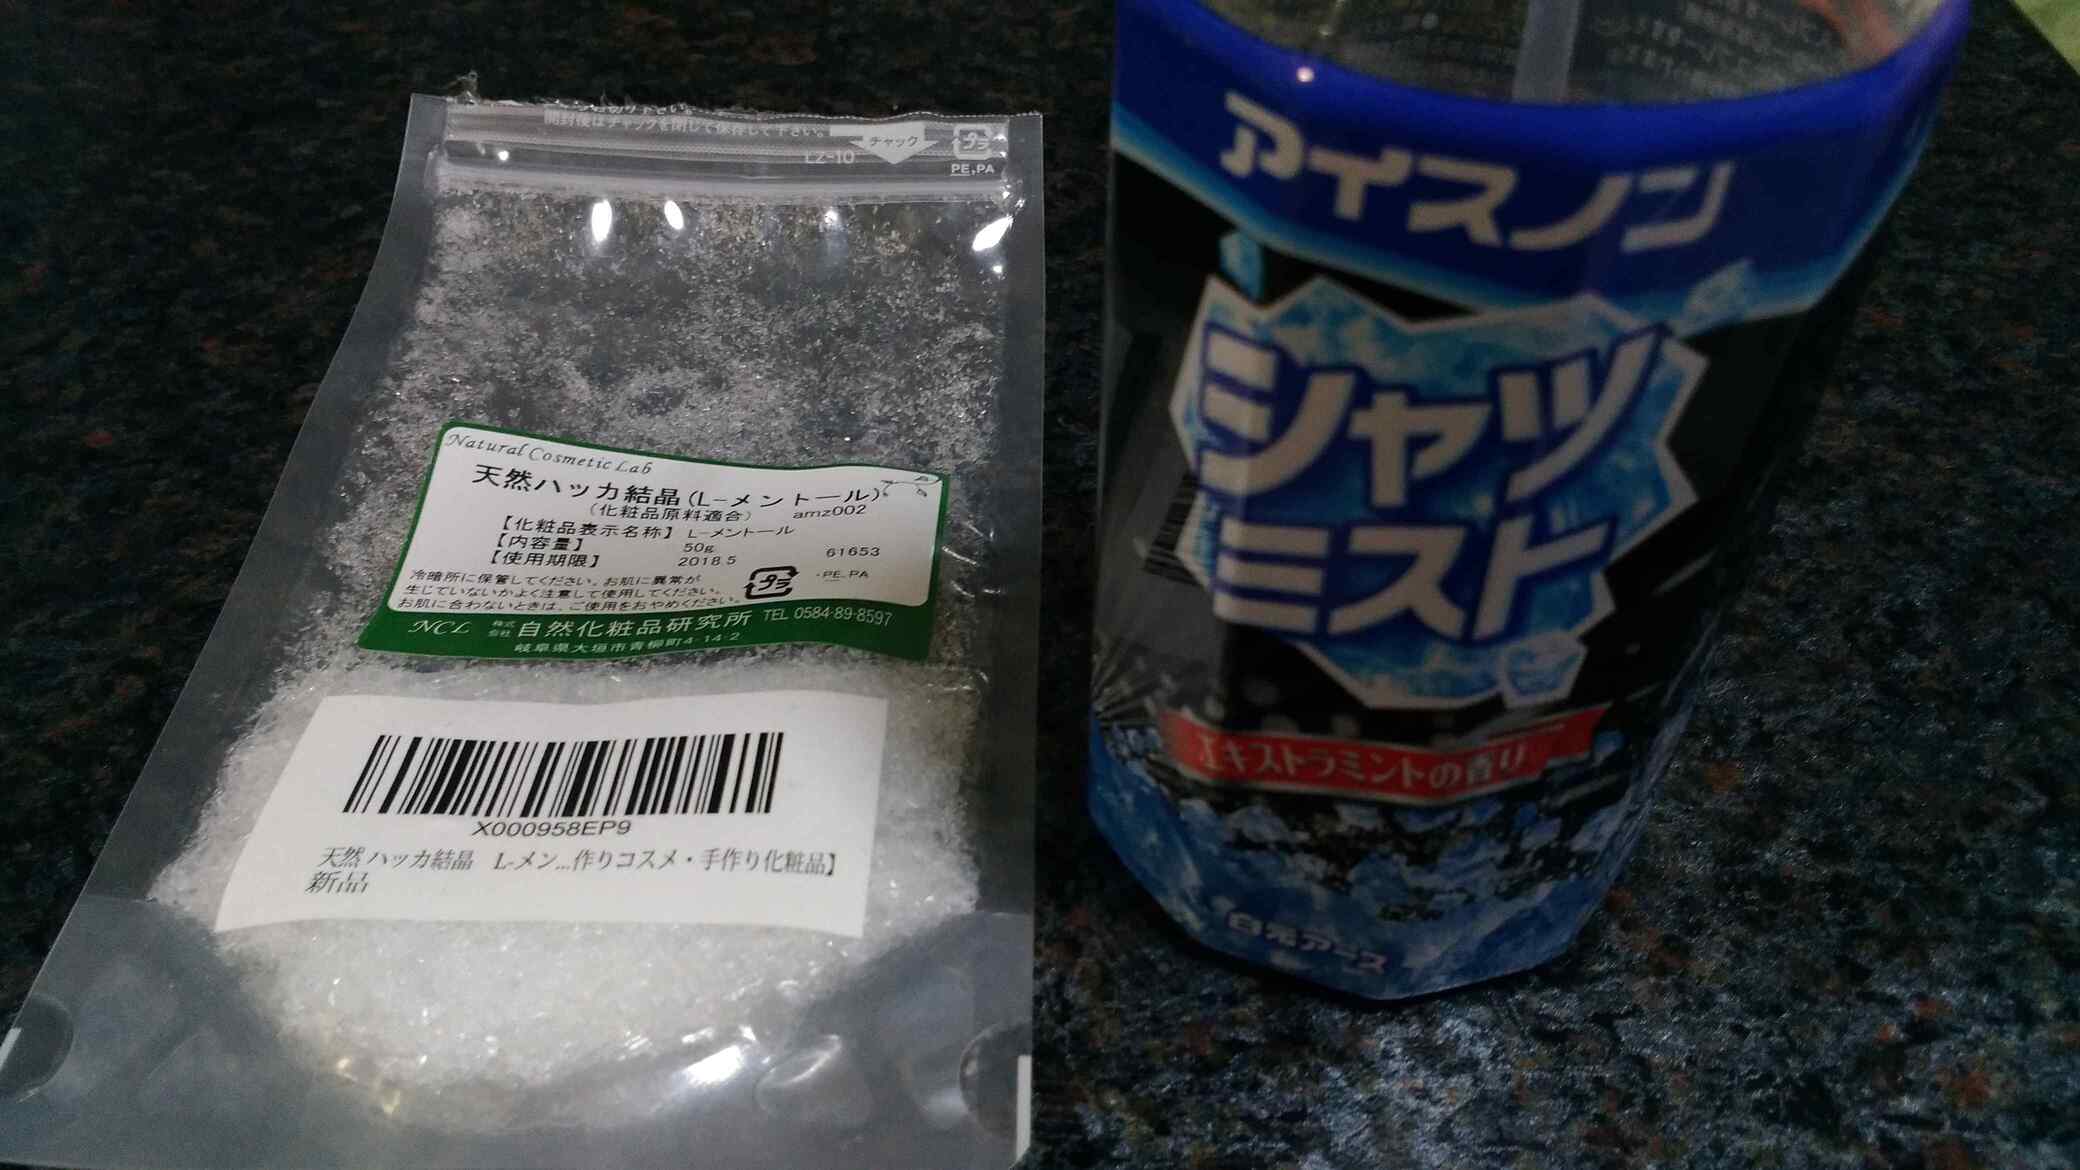 開封後はチャックを閉じて保存して下さい。
チャック
LZ-10
プラ
PE,PA
Natural Cosmetic Lab
天然ハッカ結晶(L-メントール)
(化粧品原料適合) amz002
【化粧品表示名称】 L-メントール
【内容量】 50g 61653
【使用期限】 2018.5
冷暗所に保管してください。お肌に異常が
生じていないかよく注意して使用してください。
お肌に合わないときは、ご使用をおやめください。
プラ
・PE、PA
NCL 株式会社 自然化粧品研究所 TEL 0584-89-8597
岐阜県大垣市青柳町4-14-2
X000958EP9
天然 ハッカ結晶 L-メン...作りコスメ・手作り化粧品】
新品
アイスノン
シャツ
ミスト
エキストラミントの香り
白元アース